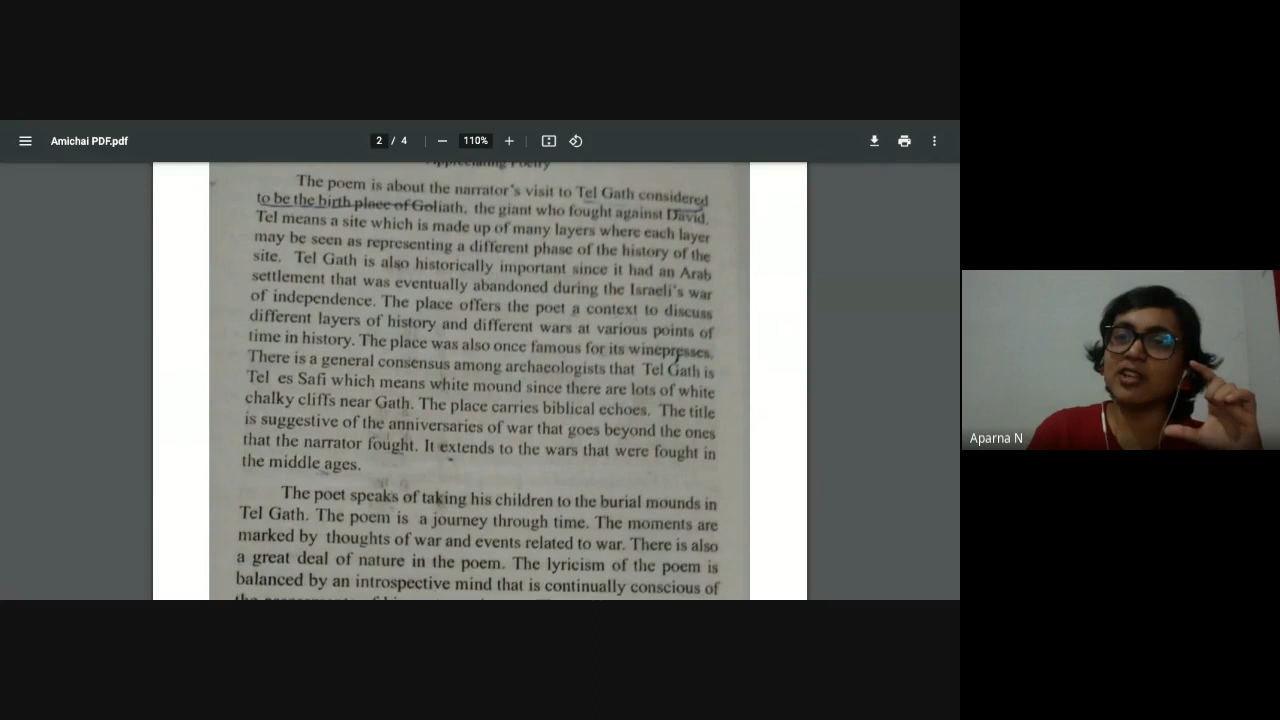 Amichai PDF.pdf
2 / 4
110%
Appreciating Poetry
The poem is about the narrator's visit to Tel Gath considered
to be the birth place of Goliath, the giant who fought against David.
Tel means a site which is made up of many layers where each layer
may be seen as representing a different phase of the history of the
site. Tel Gath is also historically important since it had an Arab
settlement that was eventually abandoned during the Israeli's war
of independence. The place offers the poet a context to discuss
different layers of history and different wars at various points of
time in history. The place was also once famous for its winepresses.
There is a general consensus among archaeologists that Tel Gath is
Tel es Safi which means white mound since there are lots of white
chalky cliffs near Gath. The place carries biblical echoes. The title
is suggestive of the anniversaries of war that goes beyond the ones
that the narrator fought. It extends to the wars that were fought in
the middle ages.
The poet speaks of taking his children to the burial mounds in
Tel Gath. The poem is a journey through time. The moments are
marked by thoughts of war and events related to war. There is also
a great deal of nature in the poem. The lyricism of the poem is
balanced by an introspective mind that is continually conscious of
Aparna N